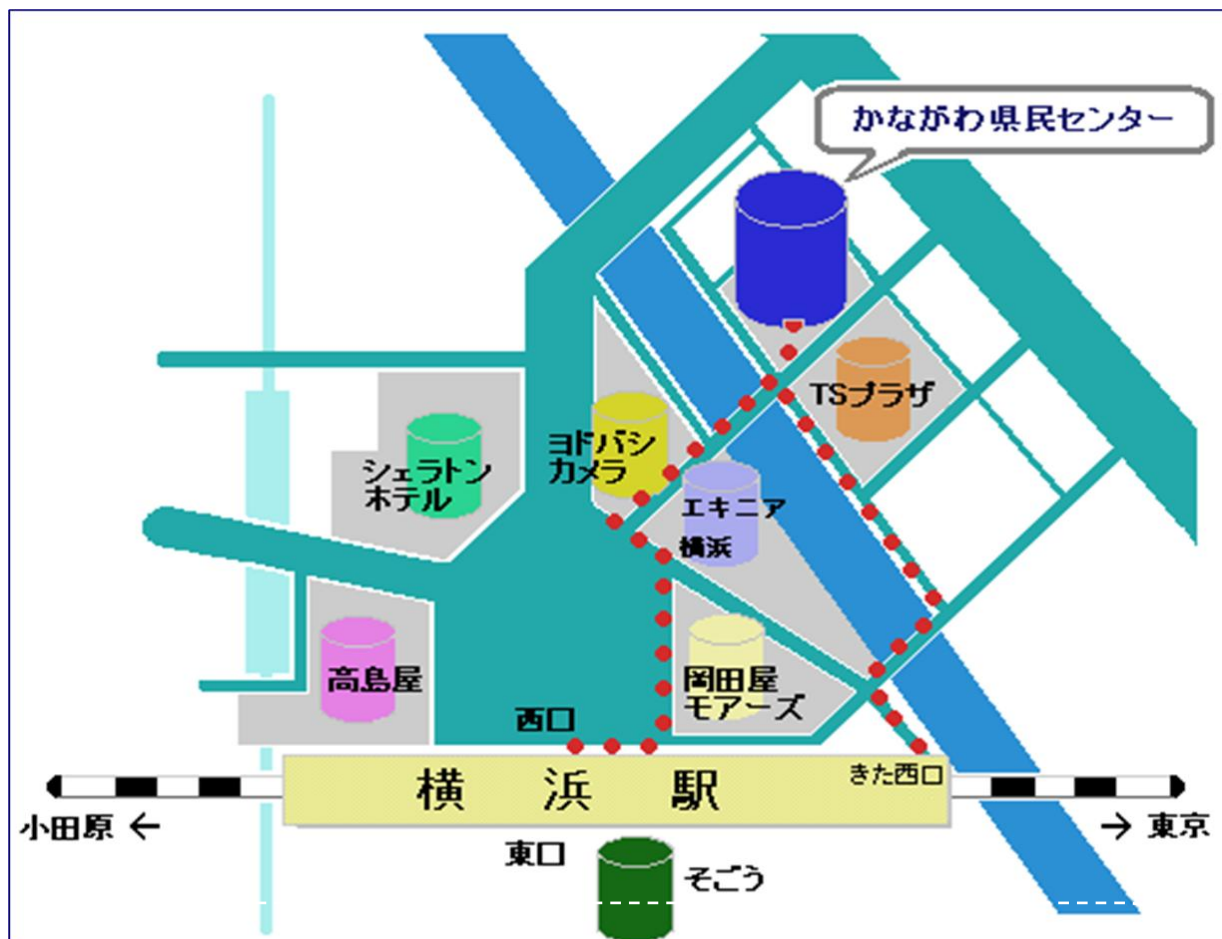 かながわ県民センター
TSプラザ
ヨドバシ
カメラ
シェラトン
ホテル
エキニア
横浜
高島屋
岡田屋
モアーズ
西口
きた西口
横浜駅
小田原 ←
→ 東京
東口
そごう